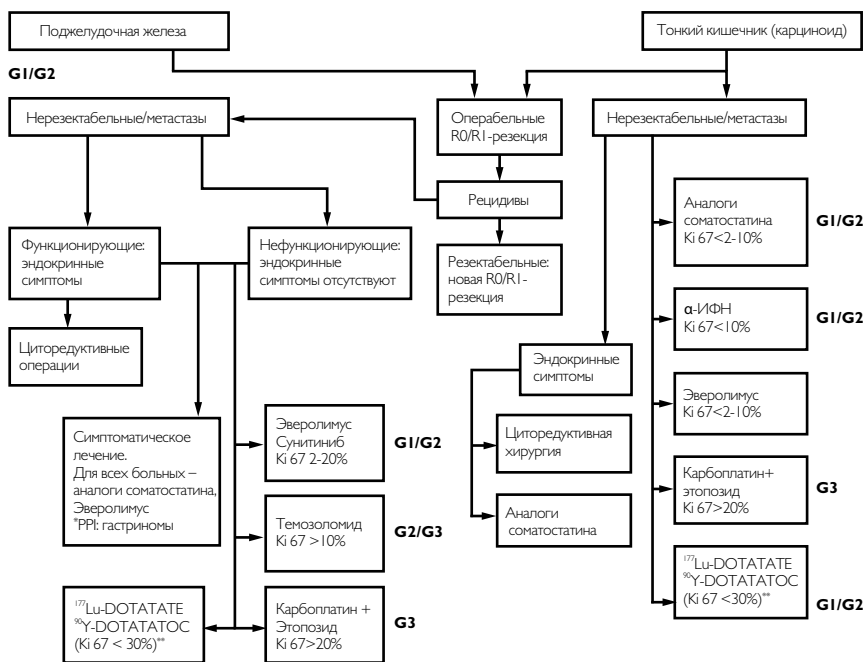 Поджелудочная железа
Тонкий кишечник (карциноид)
G1/G2
Нерезектабельные/метастазы
Операбельные
R0/R1-резекция
Нерезектабельные/метастазы
Рецидивы
Аналоги
соматостатина
Ki 67<2-10%
G1/G2
Функционирующие:
эндокринные
симптомы
Нефункционирующие:
эндокринные
симптомы отсутствуют
Резектабельные:
новая R0/R1-
резекция
α-ИФН
Ki 67<10%
G1/G2
Циторедуктивные
операции
Эндокринные
симптомы
Эверолимус
Ki 67<2-10%
Симптоматическое
лечение.
Для всех больных –
аналоги соматостатина,
Эверолимус
*PPI: гастриномы
Эверолимус
Сунитиниб
Ki 67 2-20%
G1/G2
Циторедуктивная
хирургия
Карбоплатин+
этопозид
Ki 67>20%
G3
Темозоломид
Ki 67 >10%
G2/G3
Аналоги
соматостатина
177Lu-DOTATATE
90Y-DOTATATOC
(Ki 67 <30%)**
G1/G2
177Lu-DOTATATE
90Y-DOTATATOC
(Ki 67 < 30%)**
Карбоплатин +
Этопозид
Ki 67>20%
G3